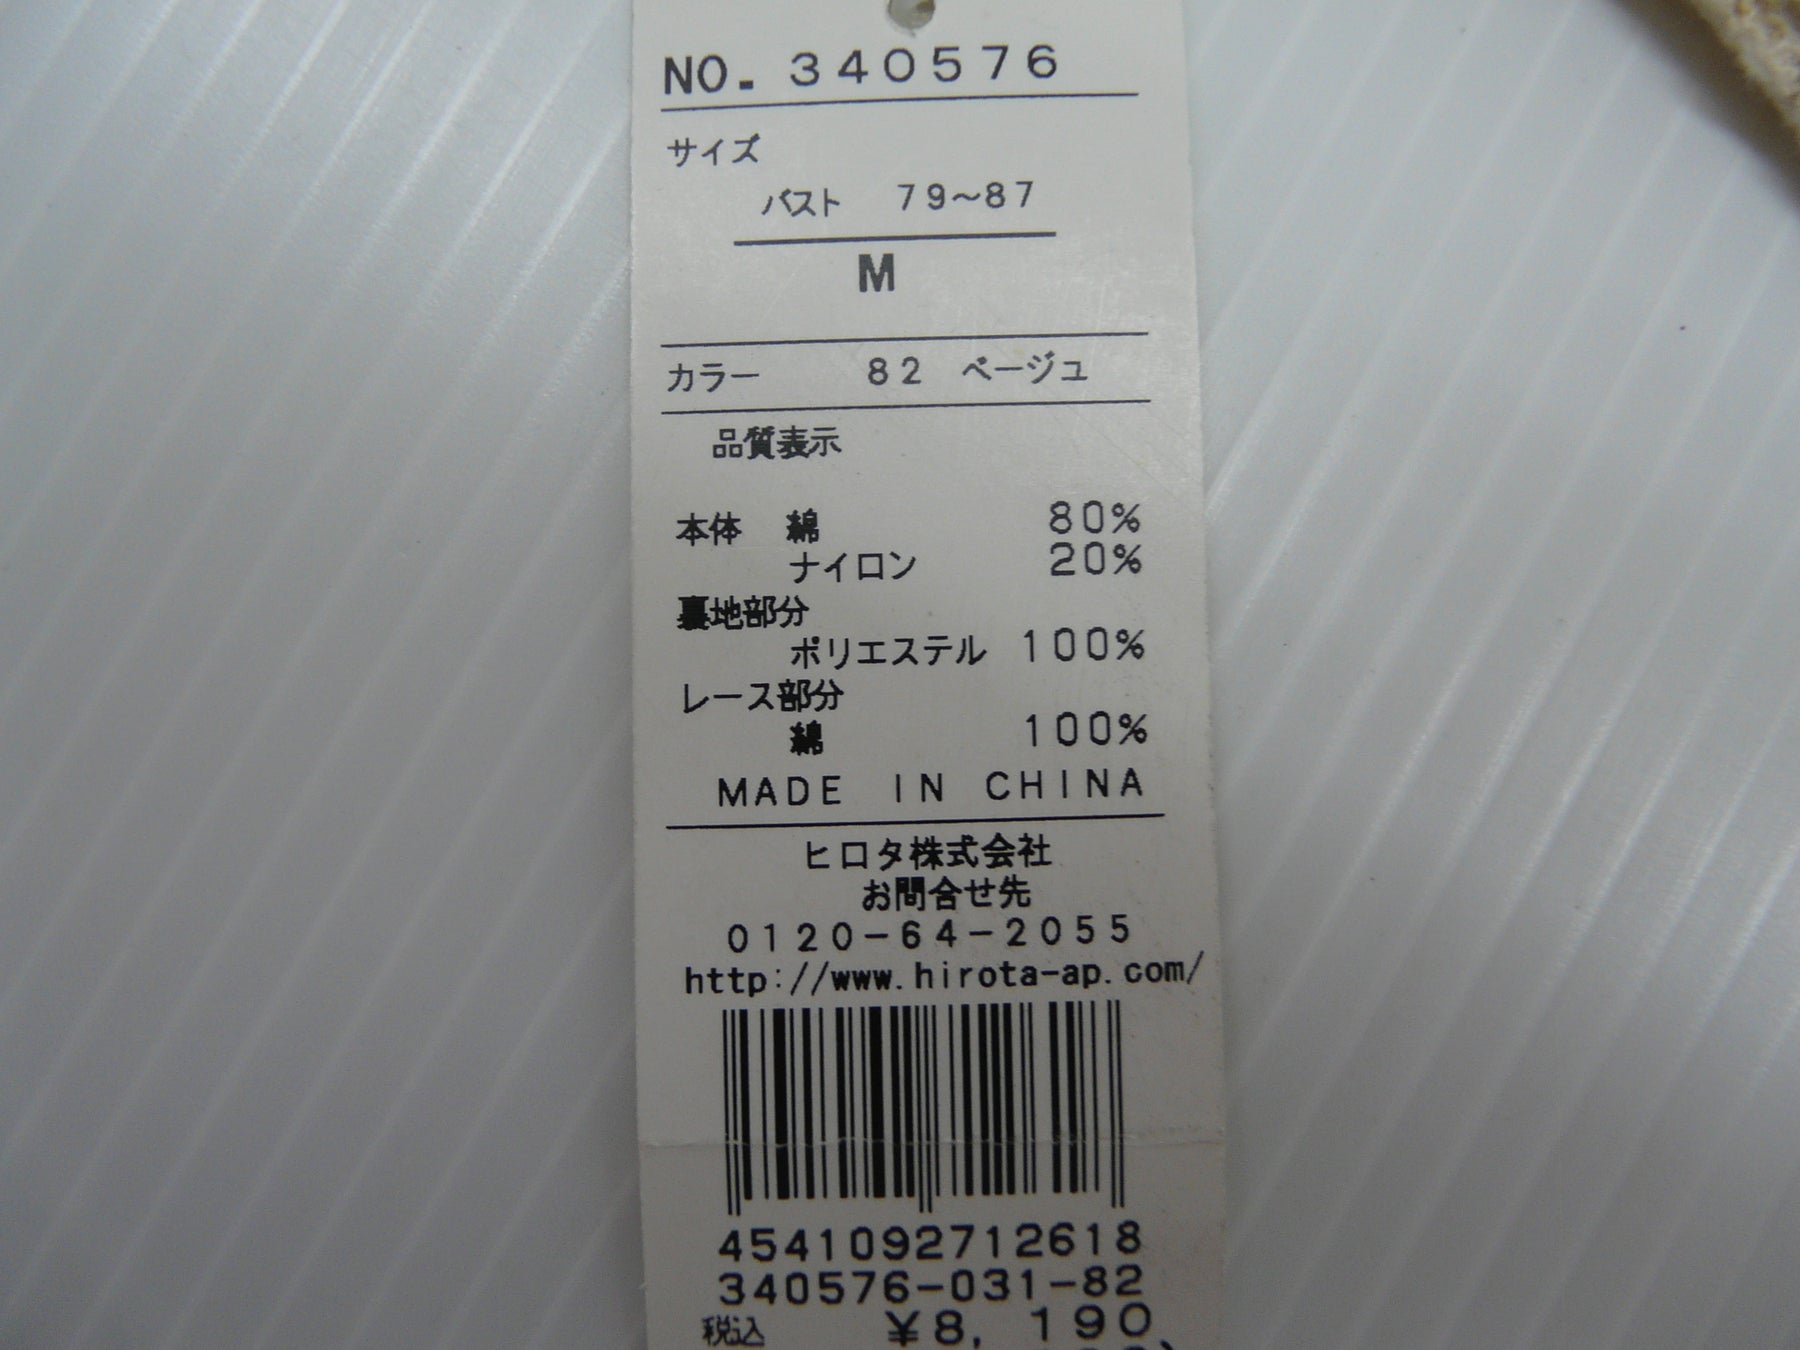 NO. 340576
サイズ
バスト 79～87
M
カラー 82 ベージュ
品質表示
本体 綿 80%
ナイロン 20%
裏地部分
ポリエステル 100%
レース部分
綿 100%
MADE IN CHINA
ヒロタ株式会社
お問合せ先
0120-64-2055
http://www.hirota-ap.com/
4541092712618
340576-031-82
税込 ¥8,190